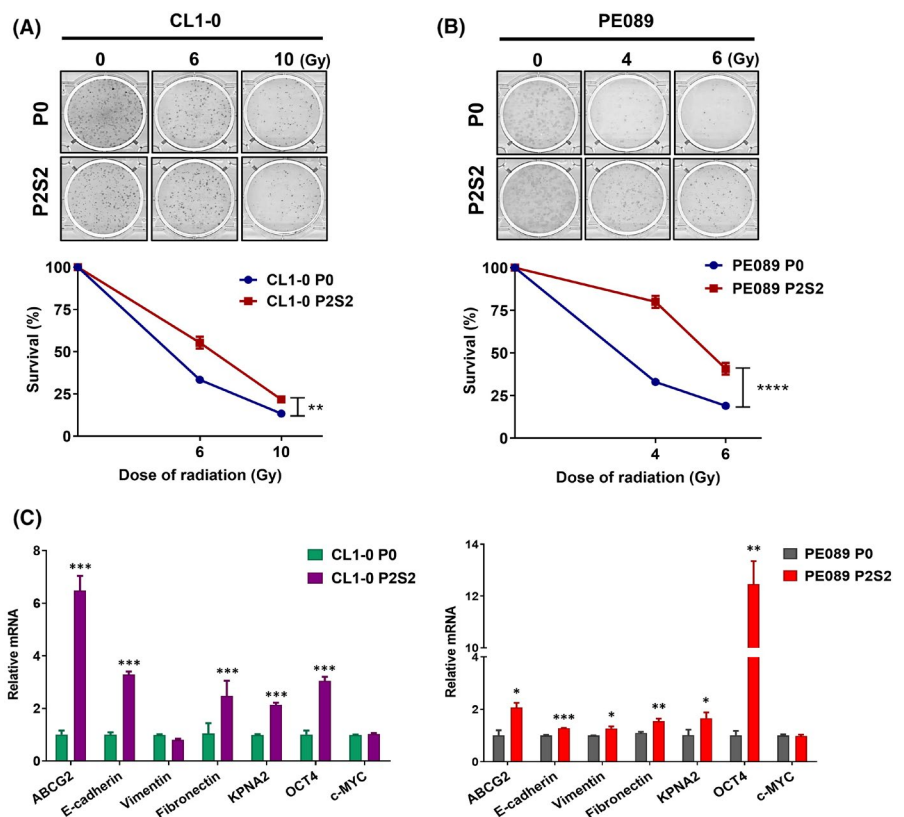 (A)
CL1-0
0 6 10 (Gy)
P0
P2S2
100
75
50
25
0
Survival (%)
CL1-0 P0
CL1-0 P2S2
**
6 10
Dose of radiation (Gy)
(B)
PE089
0 4 6 (Gy)
P0
P2S2
100
75
50
25
0
Survival (%)
PE089 P0
PE089 P2S2
****
4 6
Dose of radiation (Gy)
(C)
8
6
4
2
0
Relative mRNA
CL1-0 P0
CL1-0 P2S2
*** *** *** *** ***
ABCG2 E-cadherin Vimentin Fibronectin KPNA2 OCT4 c-MYC
14
12
10
4
2
0
Relative mRNA
PE089 P0
PE089 P2S2
* *** * ** * **
ABCG2 E-cadherin Vimentin Fibronectin KPNA2 OCT4 c-MYC